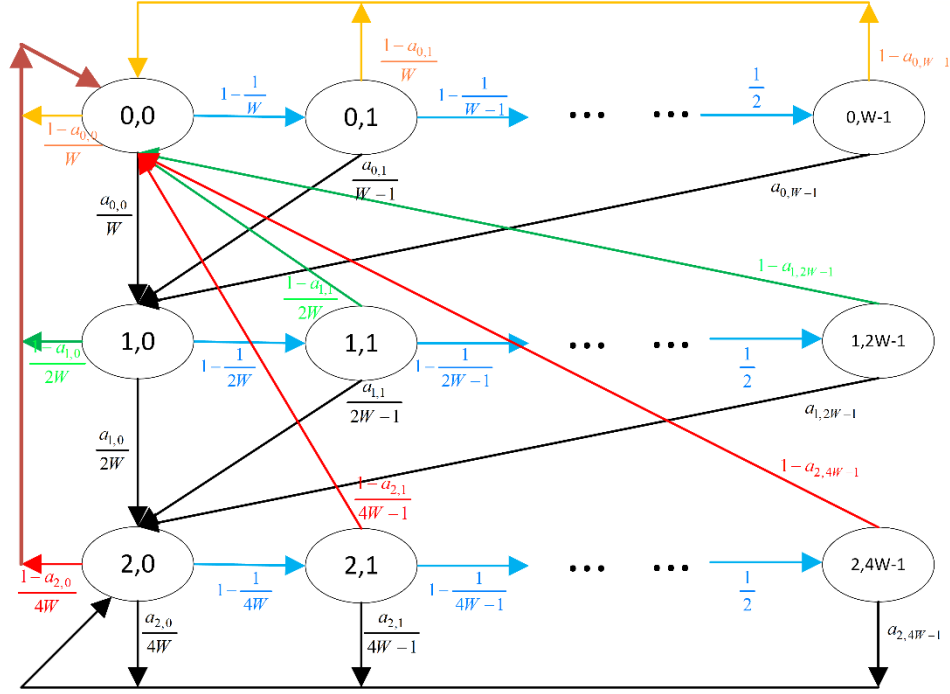 1-a_{0,1}/W
1-a_{0,W-1}
0,0
1-1/W
0,1
1-1/(W-1)
... ...
1/2
0,W-1
1-a_{0,0}/W
a_{0,0}/W
a_{0,1}/(W-1)
a_{0,W-1}
1-a_{1,1}/2W
1-a_{1,2W-1}
1,0
1-1/2W
1,1
1-1/(2W-1)
... ...
1/2
1,2W-1
1-a_{1,0}/2W
a_{1,0}/2W
a_{1,1}/(2W-1)
a_{1,2W-1}
1-a_{2,1}/(4W-1)
1-a_{2,4W-1}
2,0
1-1/4W
2,1
1-1/(4W-1)
... ...
1/2
2,4W-1
1-a_{2,0}/4W
a_{2,0}/4W
a_{2,1}/(4W-1)
a_{2,4W-1}